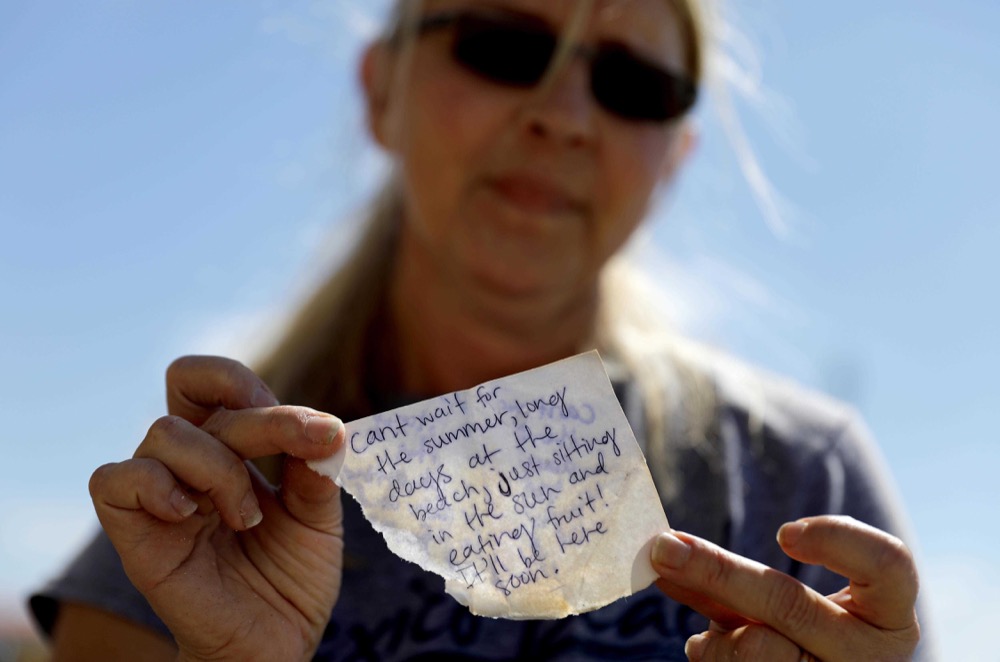 cant wait for
the summer, long
days at the
beach, just sitting
in the sun and
eating fruit!
It'll be here
soon.